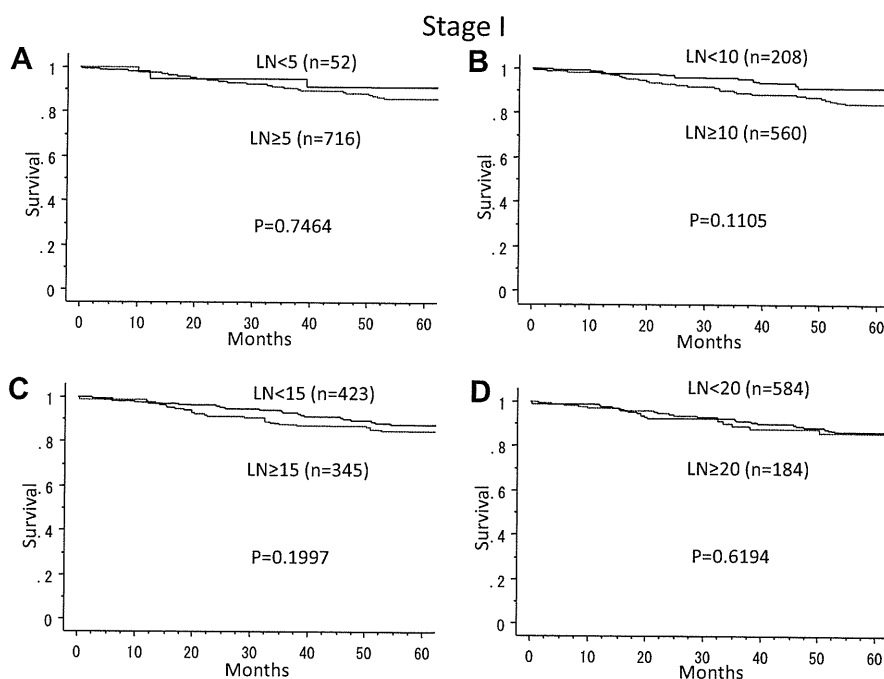 Stage I
A
LN<5 (n=52)
LN≥5 (n=716)
P=0.7464
Survival
1
.8
.6
.4
.2
0
0 10 20 30 40 50 60
Months
B
LN<10 (n=208)
LN≥10 (n=560)
P=0.1105
Survival
1
.8
.6
.4
.2
0
0 10 20 30 40 50 60
Months
C
LN<15 (n=423)
LN≥15 (n=345)
P=0.1997
Survival
1
.8
.6
.4
.2
0
0 10 20 30 40 50 60
Months
D
LN<20 (n=584)
LN≥20 (n=184)
P=0.6194
Survival
1
.8
.6
.4
.2
0
0 10 20 30 40 50 60
Months